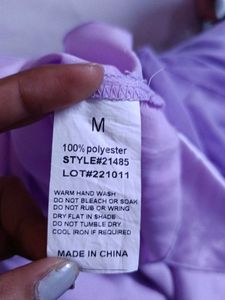 M
100% polyester
STYLE#21485
LOT#221011
WARM HAND WASH
DO NOT BLEACH OR SOAK
DO NOT RUB OR WRING
DRY FLAT IN SHADE
DO NOT TUMBLE DRY
COOL IRON IF REQUIRED
MADE IN CHINA